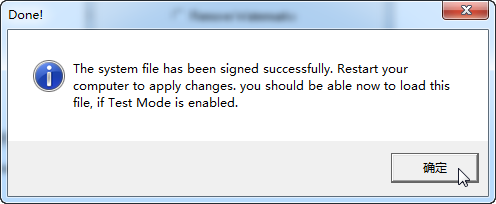 Done!
The system file has been signed successfully. Restart your
computer to apply changes. you should be able now to load this
file, if Test Mode is enabled.
确定